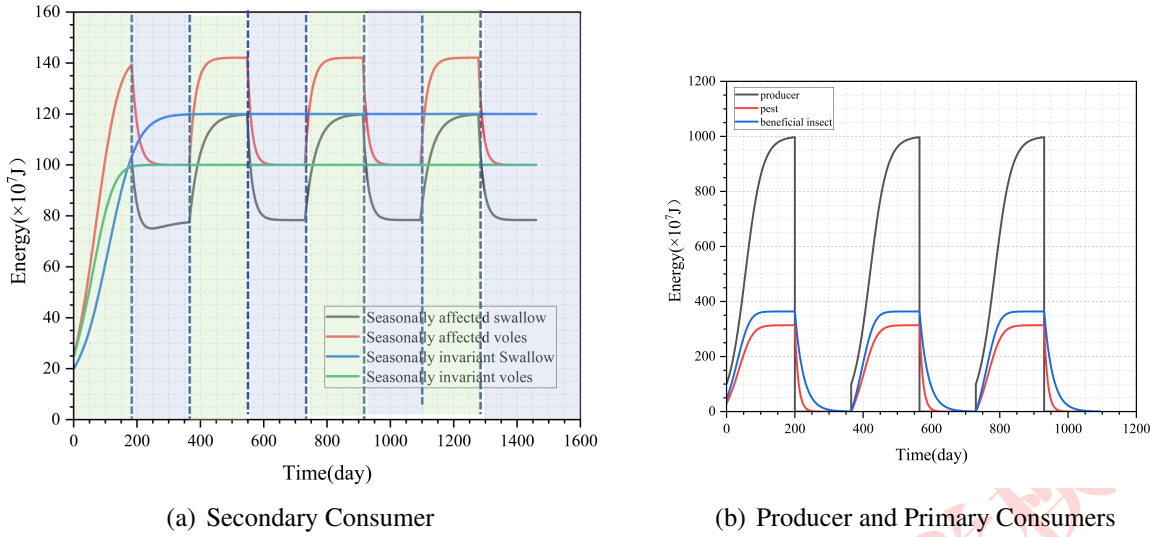 160
140
120
100
80
60
40
20
0
Energy(×10⁷J)
0 200 400 600 800 1000 1200 1400 1600
Time(day)
Seasonally affected swallow
Seasonally affected voles
Seasonally invariant Swallow
Seasonally invariant voles
(a) Secondary Consumer
1200
1000
800
600
400
200
0
Energy(×10⁷J)
producer
pest
beneficial insect
0 200 400 600 800 1000 1200
Time(day)
(b) Producer and Primary Consumers